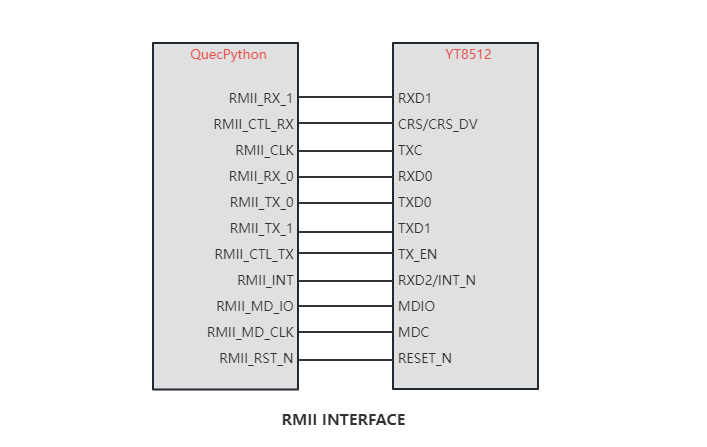 QuecPython YT8512
RMII_RX_1 RXD1
RMII_CTL_RX CRS/CRS_DV
RMII_CLK TXC
RMII_RX_0 RXD0
RMII_TX_0 TXD0
RMII_TX_1 TXD1
RMII_CTL_TX TX_EN
RMII_INT RXD2/INT_N
RMII_MD_IO MDIO
RMII_MD_CLK MDC
RMII_RST_N RESET_N
RMII INTERFACE